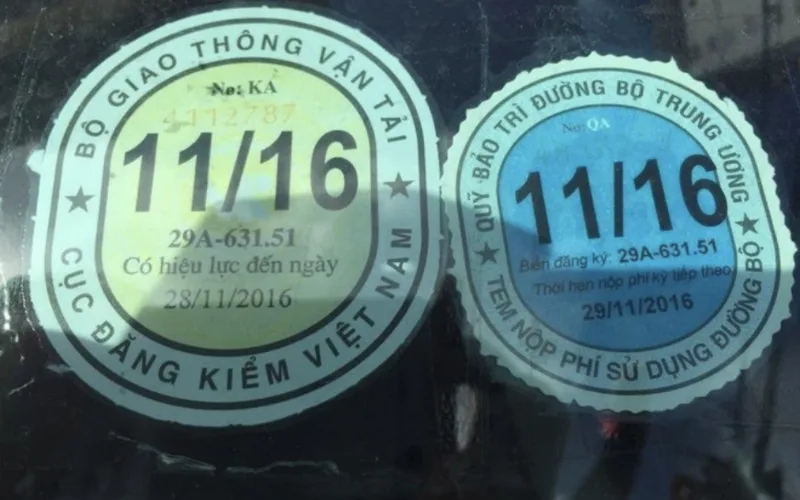 BỘ GIAO THÔNG VẬN TẢI
No: KA
4112787
11/16
29A-631.51
Có hiệu lực đến ngày
28/11/2016
CỤC ĐĂNG KIỂM VIỆT NAM
QUỸ BẢO TRÌ ĐƯỜNG BỘ TRUNG ƯƠNG
No: QA
11/16
Biển đăng ký: 29A-631.51
Thời hạn nộp phí kỳ tiếp theo
29/11/2016
TEM NỘP PHÍ SỬ DỤNG ĐƯỜNG BỘ